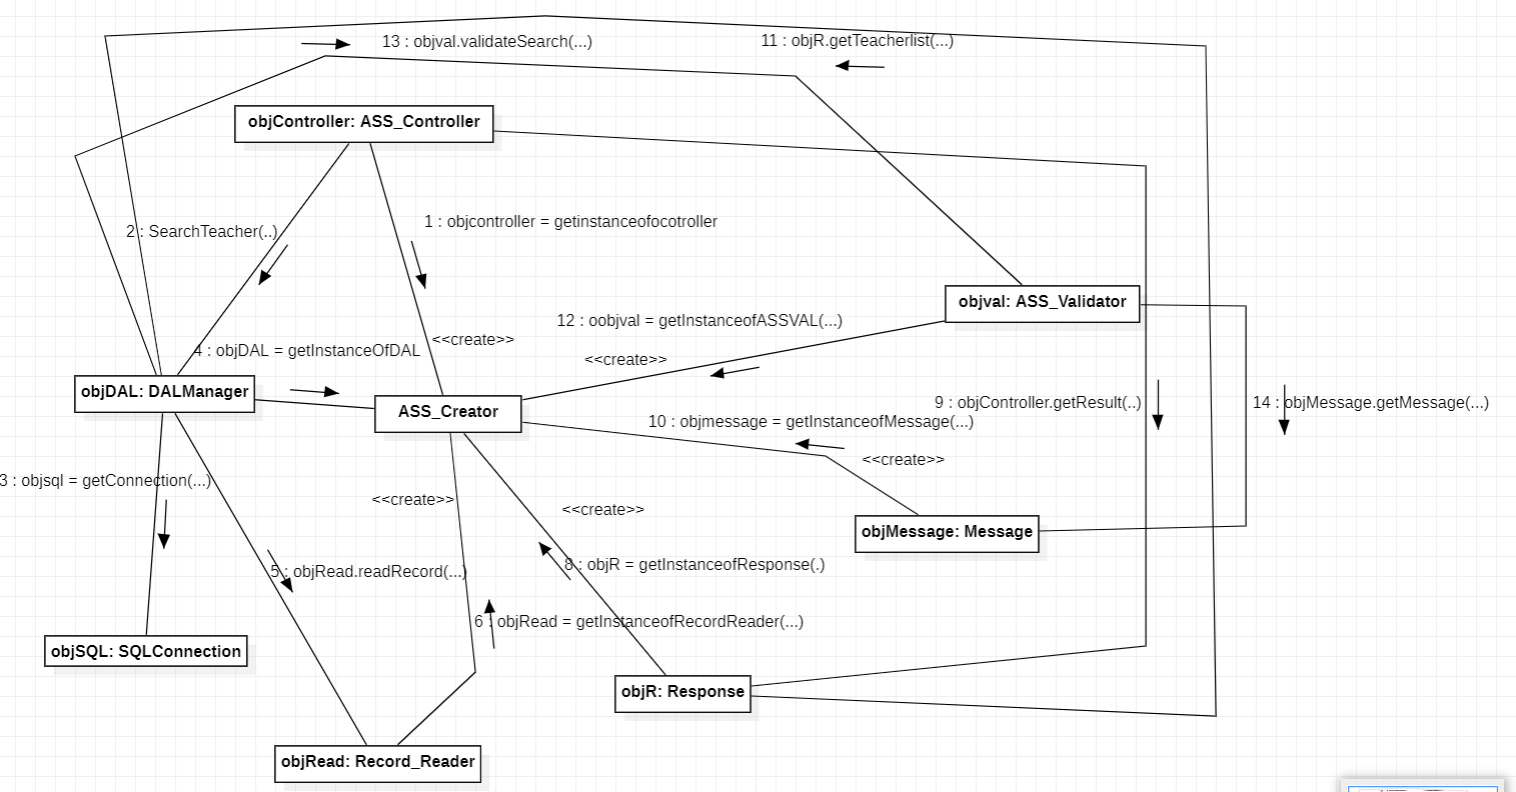 13 : objval.validateSearch(...)
11 : objR.getTeacherlist(...)
objController: ASS_Controller
1 : objcontroller = getinstanceofocotroller
2 : SearchTeacher(..)
objval: ASS_Validator
12 : oobjval = getInstanceofASSVAL(...)
<<create>>
4 : objDAL = getInstanceOfDAL
<<create>>
objDAL: DALManager
ASS_Creator
9 : objController.getResult(..)
14 : objMessage.getMessage(...)
10 : objmessage = getInstanceofMessage(...)
<<create>>
3 : objsql = getConnection(...)
<<create>>
<<create>>
objMessage: Message
5 : objRead.readRecord(...)
8 : objR = getInstanceofResponse(.)
6 : objRead = getInstanceofRecordReader(...)
objSQL: SQLConnection
objR: Response
objRead: Record_Reader